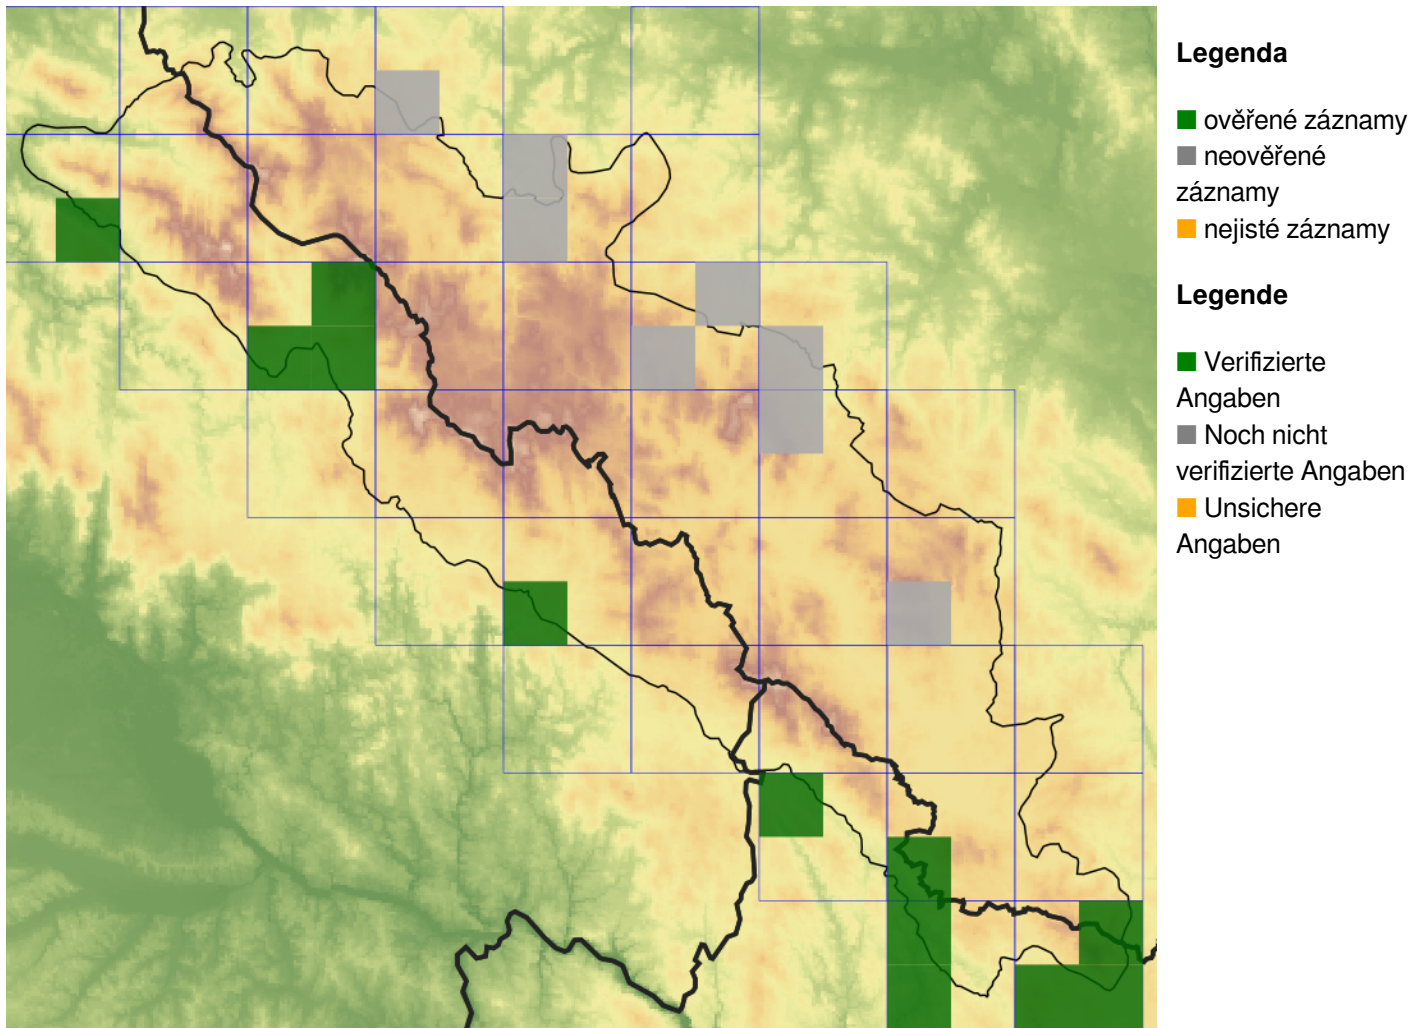 Legenda
ověřené záznamy
neověřené
záznamy
nejisté záznamy
Legende
Verifizierte
Angaben
Noch nicht
verifizierte Angaben
Unsichere
Angaben